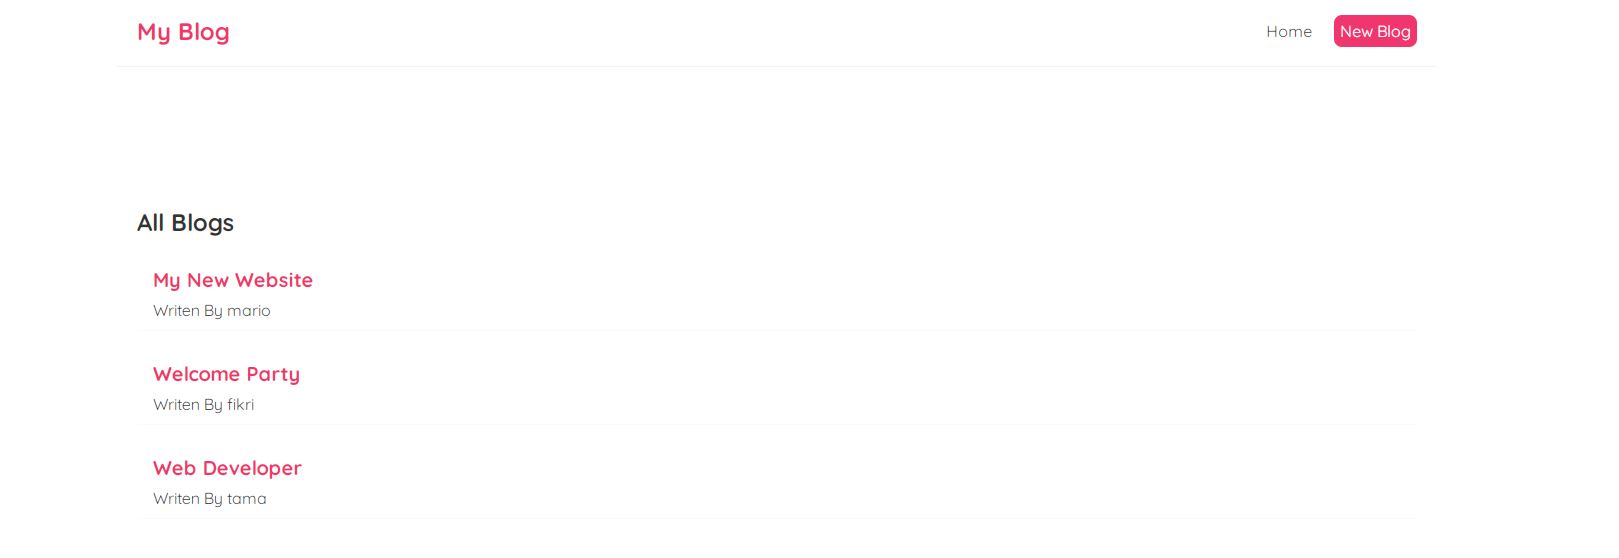 My Blog
Home
New Blog
All Blogs
My New Website
Writen By mario
Welcome Party
Writen By fikri
Web Developer
Writen By tama